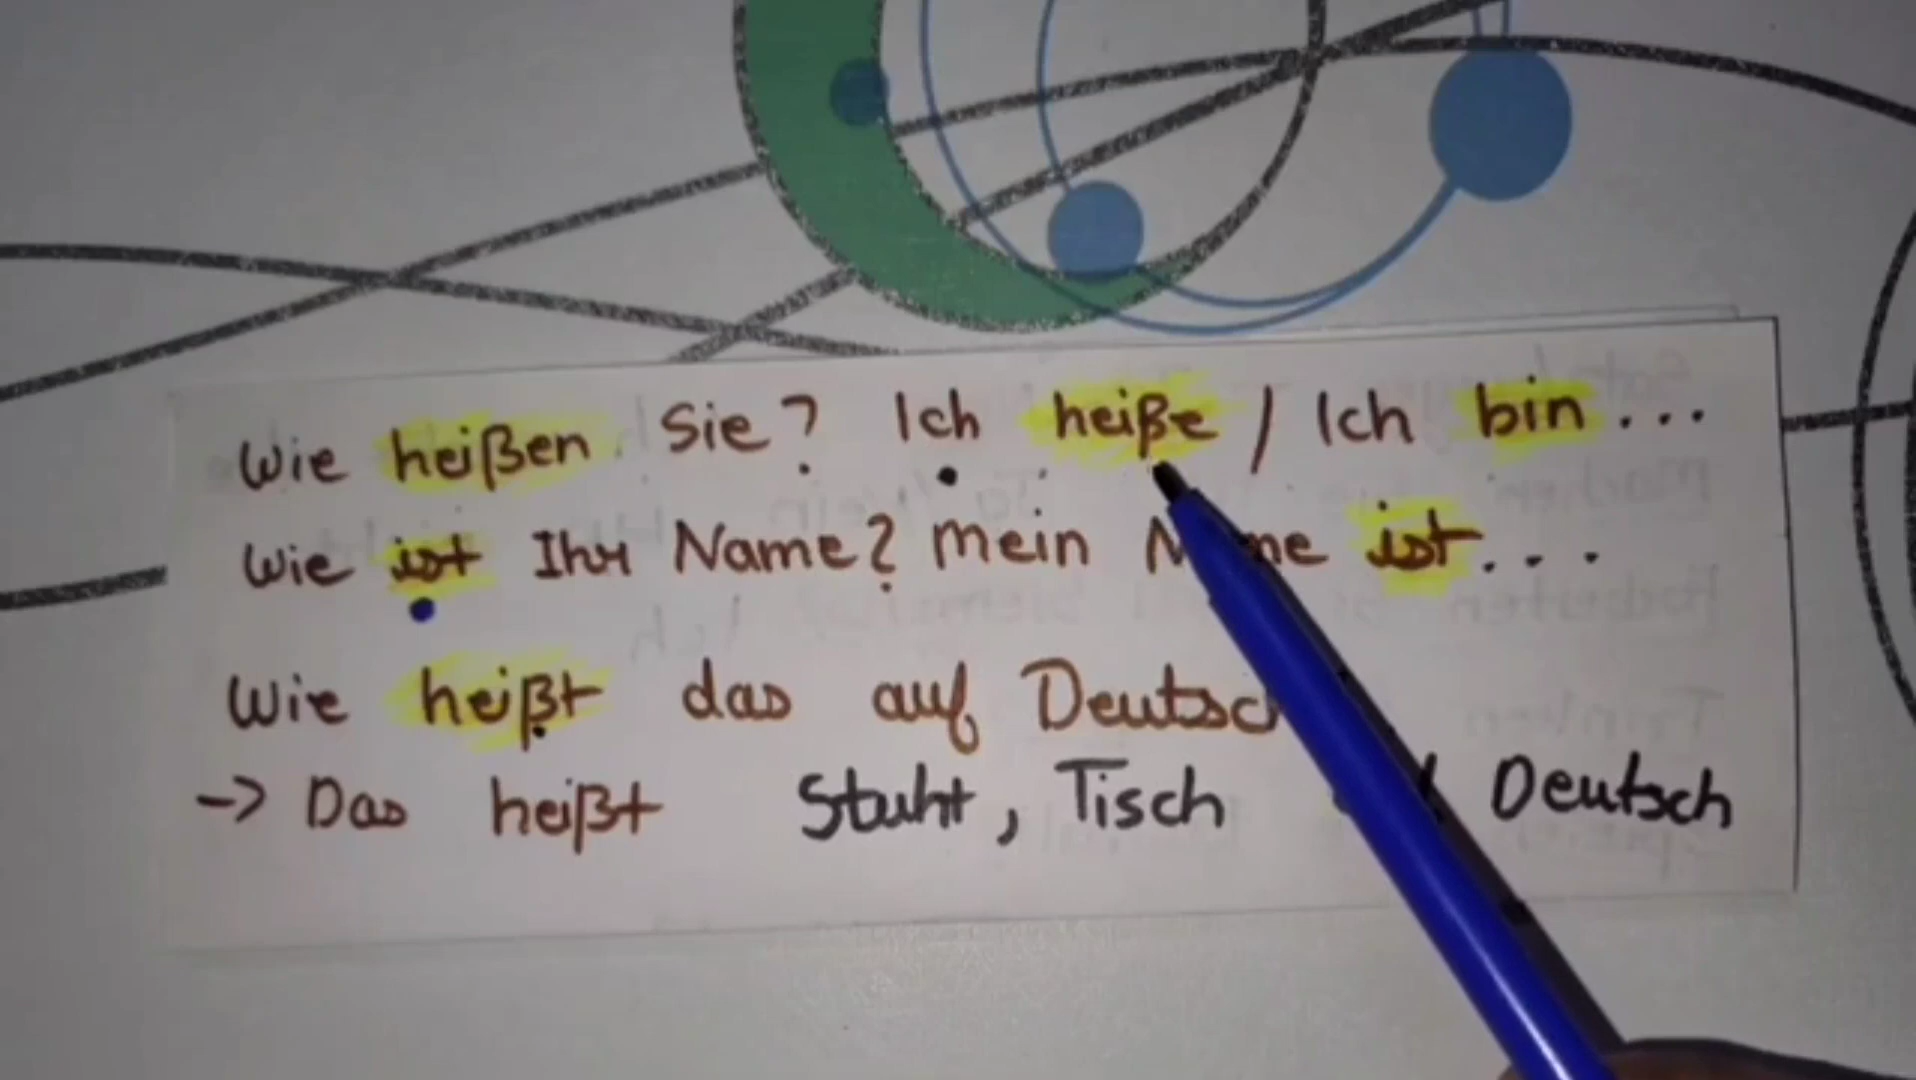 Wie heißen Sie? Ich heiße / Ich bin...
Wie ist Ihr Name? Mein Name ist...
Wie heißt das auf Deutsch
→ Das heißt Stuht, Tisch Deutsch